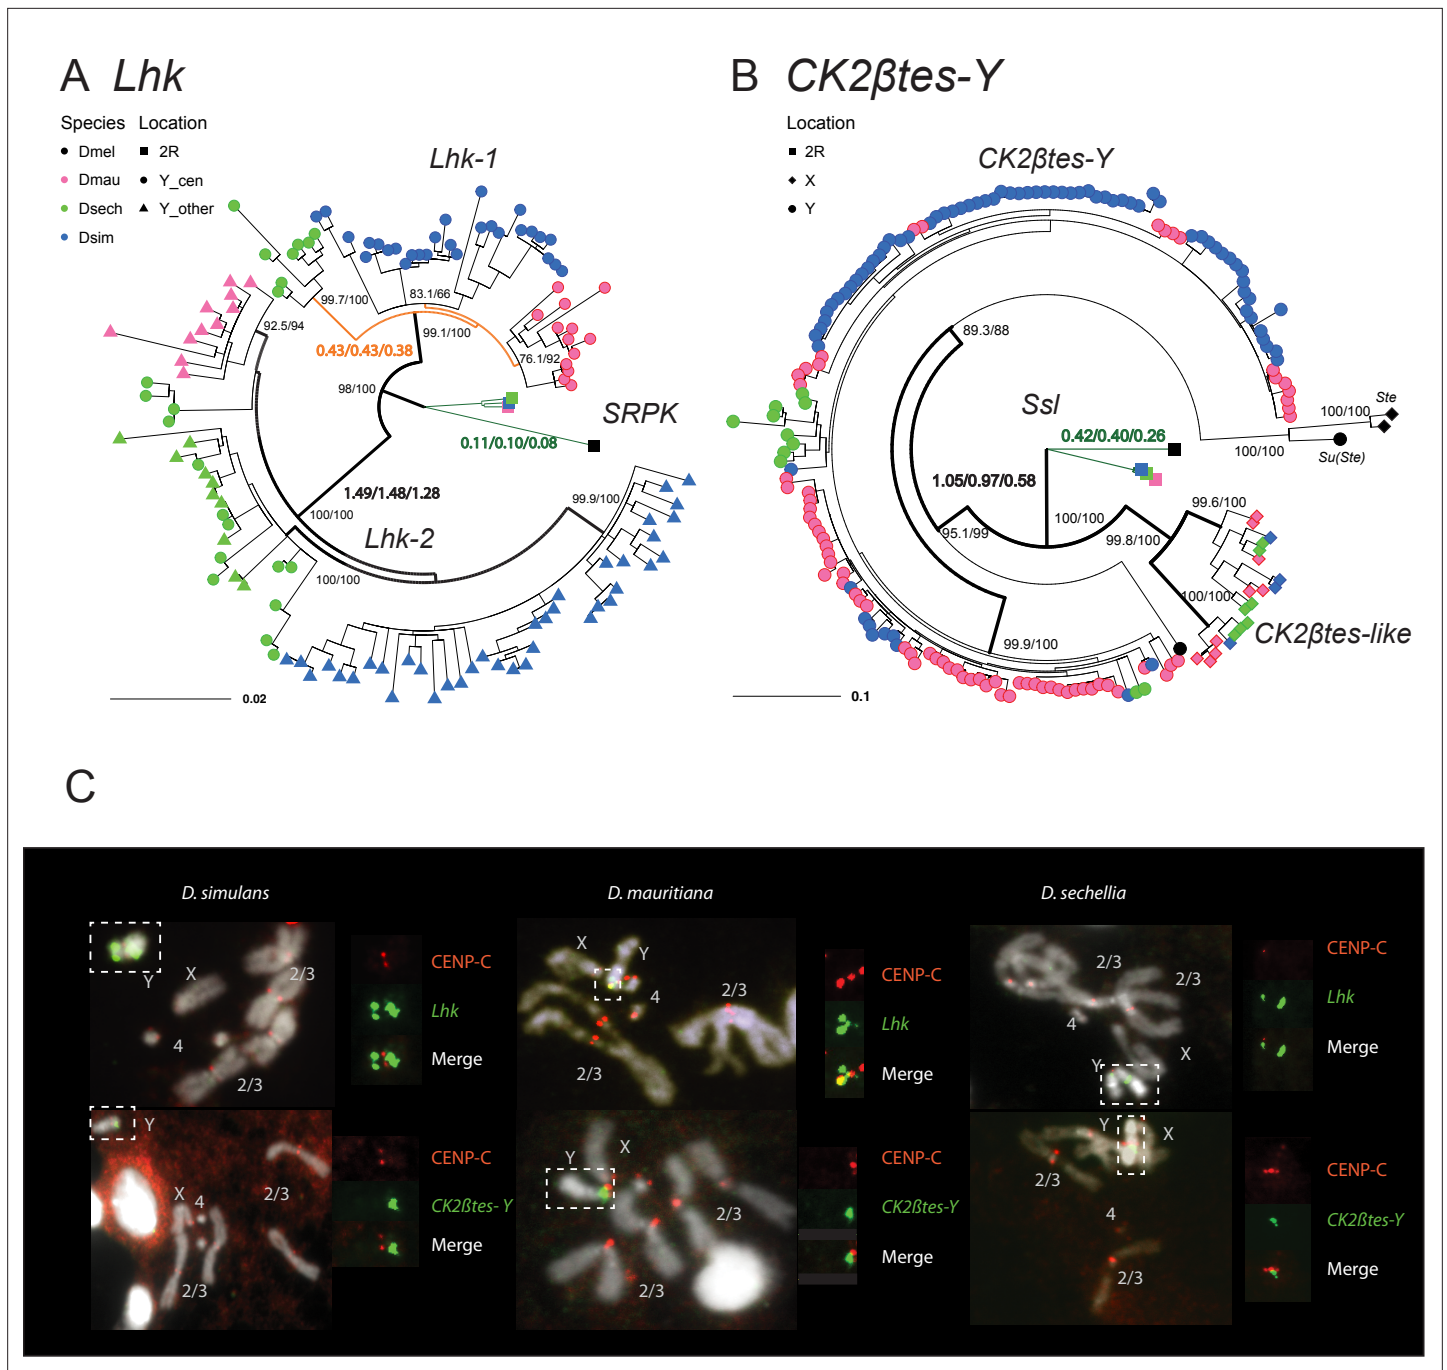 A Lhk
Species Location
Dmel 2R
Dmau Y_cen
Dsech Y_other
Dsim
Lhk-1
99.7/100
83.1/66
99.1/100
92.5/94
0.43/0.43/0.38
76.1/92
98/100
SRPK
0.11/0.10/0.08
1.49/1.48/1.28
99.9/100
100/100
Lhk-2
100/100
0.02
B CK2βtes-Y
Location
2R
X
Y
CK2βtes-Y
89.3/88
Ssl
Ste
100/100
0.42/0.40/0.26
100/100
Su(Ste)
1.05/0.97/0.58
99.6/100
100/100
95.1/99
99.8/100
100/100
CK2βtes-like
99.9/100
0.1
C
D. simulans
D. mauritiana
D. sechellia
Y
X
2/3
4
2/3
CENP-C
Lhk
Merge
X
Y
4
2/3
2/3
CENP-C
Lhk
Merge
2/3
2/3
4
X
Y
CENP-C
Lhk
Merge
Y
X
4
2/3
2/3
CENP-C
CK2ßtes-Y
Merge
X
Y
2/3
2/3
CENP-C
CK2ßtes-Y
Merge
Y
X
2/3
4
2/3
CENP-C
CK2ßtes-Y
Merge